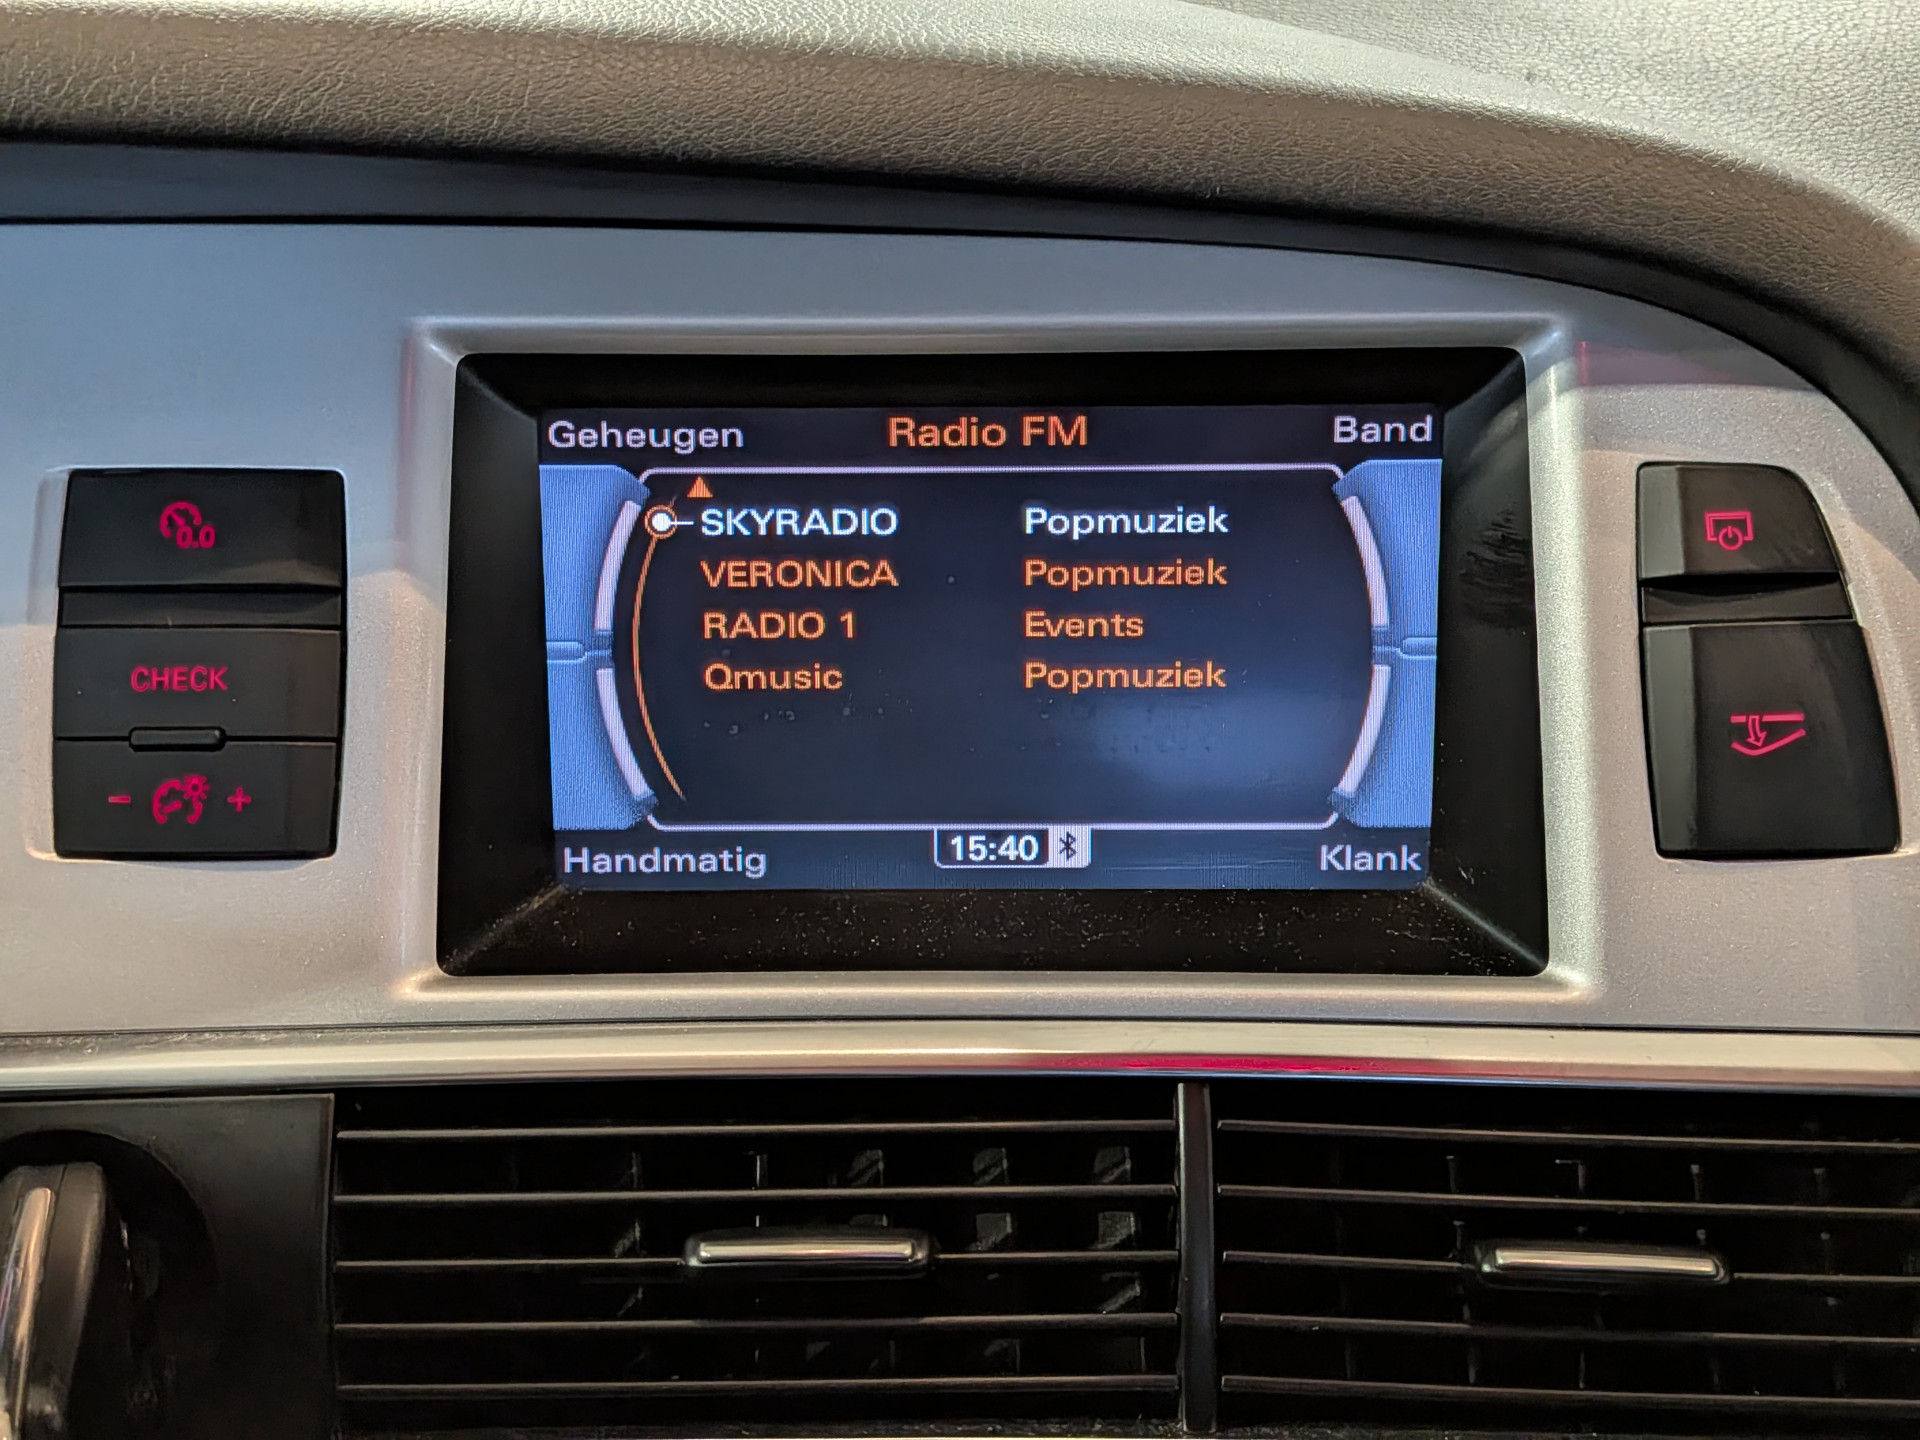 Geheugen Radio FM Band
SKYRADIO Popmuziek
VERONICA Popmuziek
RADIO 1 Events
Qmusic Popmuziek
Handmatig 15:40 Klank
0.0
CHECK
- +